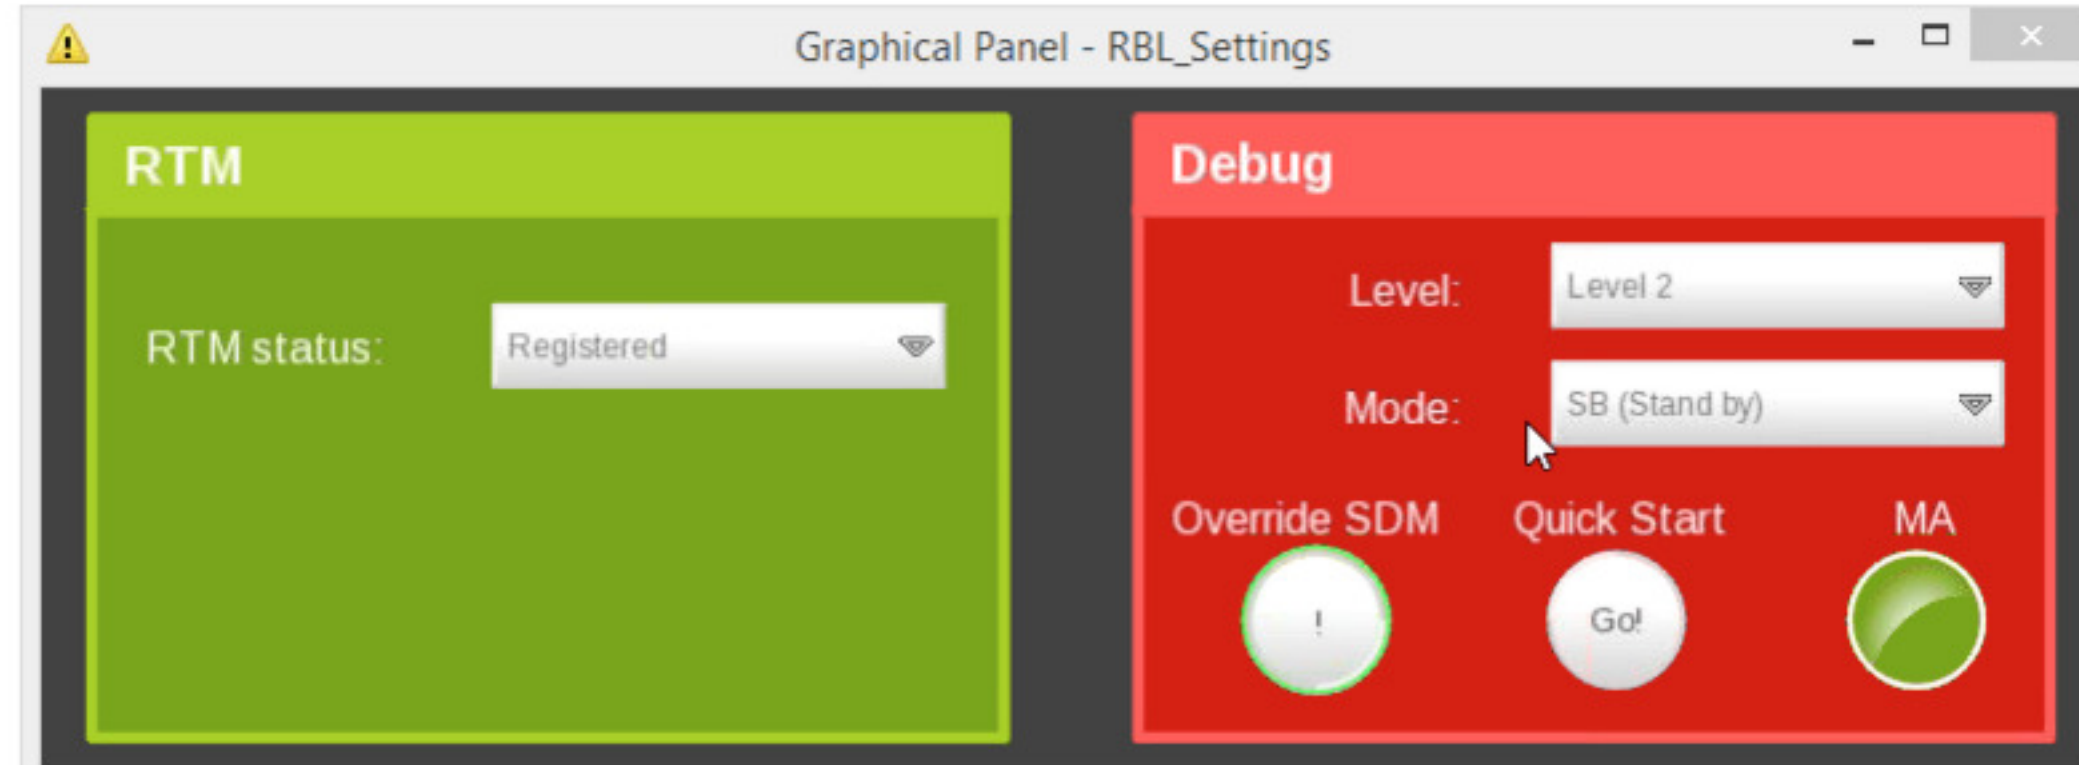 Graphical Panel - RBL_Settings
RTM
RTM status:
Registered
Debug
Level:
Level 2
Mode:
SB (Stand by)
Override SDM
Quick Start
MA
!
Go!